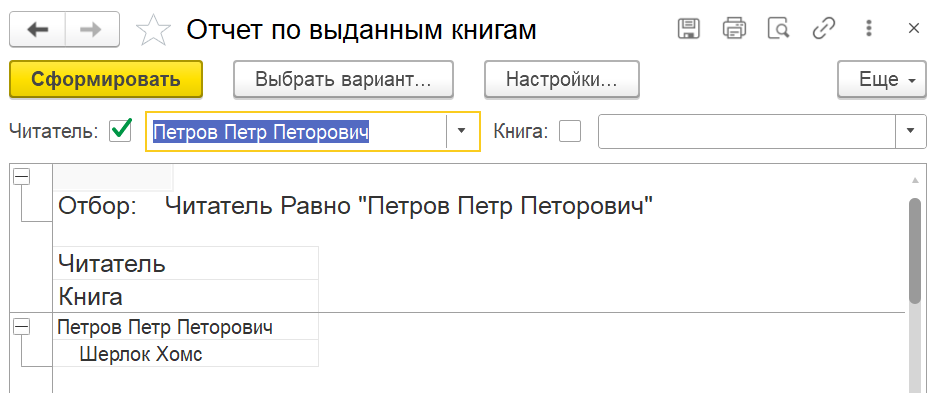 Отчет по выданным книгам
Сформировать Выбрать вариант... Настройки... Еще
Читатель: Петров Петр Петорович Книга:
Отбор: Читатель Равно "Петров Петр Петорович"
Читатель
Книга
Петров Петр Петорович
Шерлок Хомс